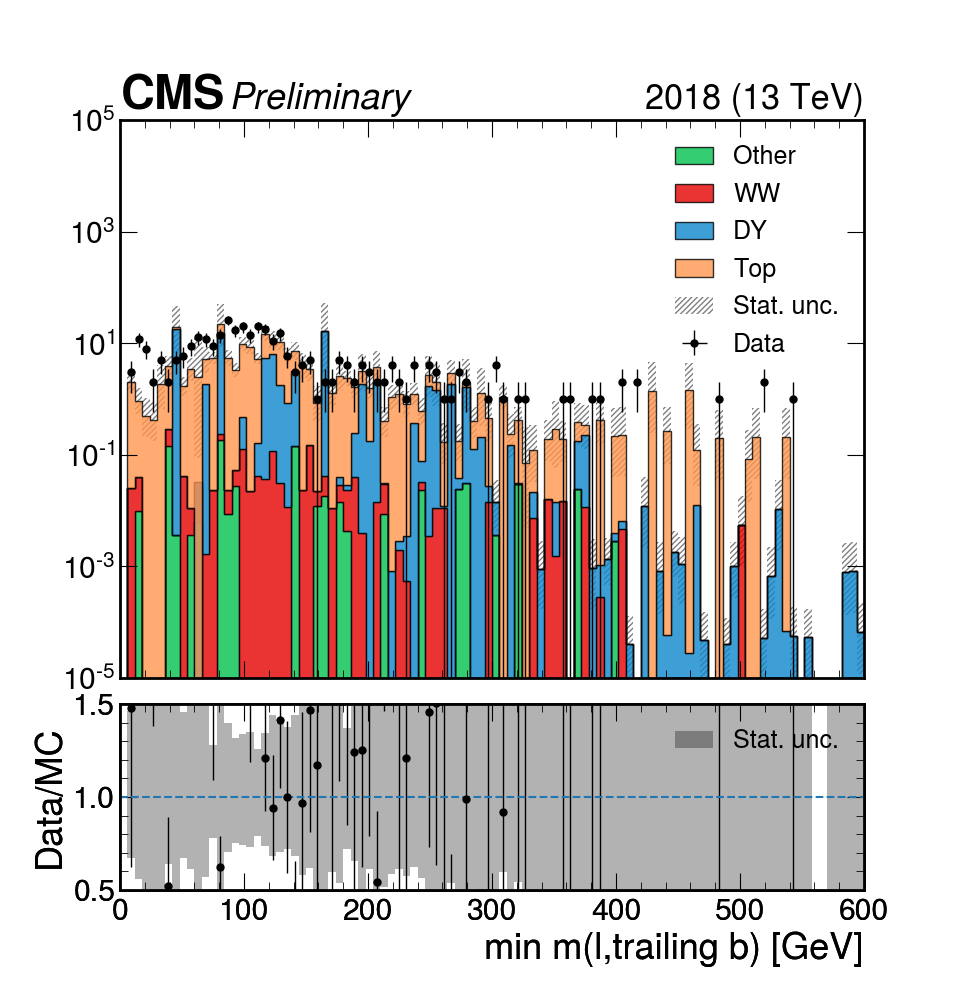 CMS Preliminary 2018 (13 TeV)
10^5
Other
WW
10^3
DY
Top
Stat. unc.
10^1
Data
10^-1
10^-3
10^-5
1.5
Stat. unc.
1.0
Data/MC
0.5
0 100 200 300 400 500 600
min m(l,trailing b) [GeV]